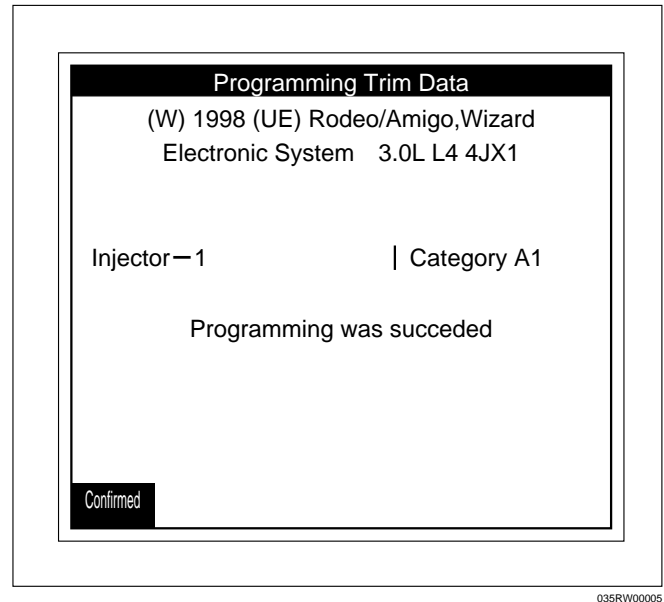 Programming Trim Data
(W) 1998 (UE) Rodeo/Amigo,Wizard
Electronic System 3.0L L4 4JX1
Injector－1 | Category A1
Programming was succeded
Confirmed
035RW00005